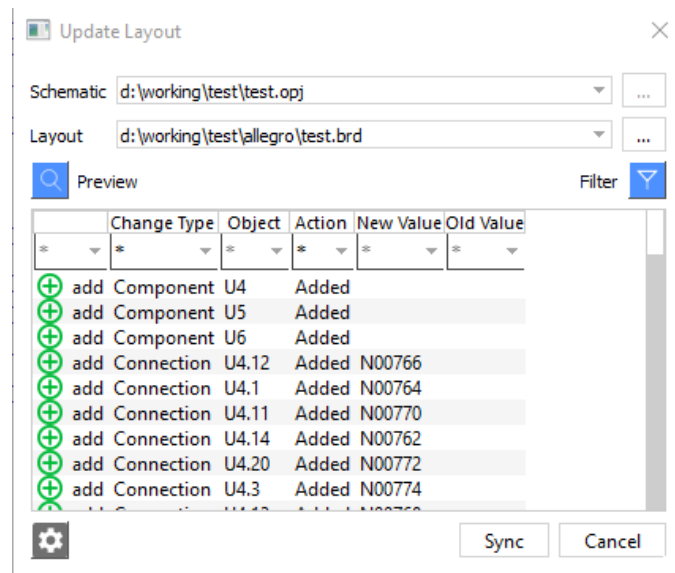 Update Layout
Schematic d:\working\test\test.opj ...
Layout d:\working\test\allegro\test.brd ...
Preview Filter
Change Type Object Action New Value Old Value
* * * * * *
add Component U4 Added
add Component U5 Added
add Component U6 Added
add Connection U4.12 Added N00766
add Connection U4.1 Added N00764
add Connection U4.11 Added N00770
add Connection U4.14 Added N00762
add Connection U4.20 Added N00772
add Connection U4.3 Added N00774
Sync Cancel